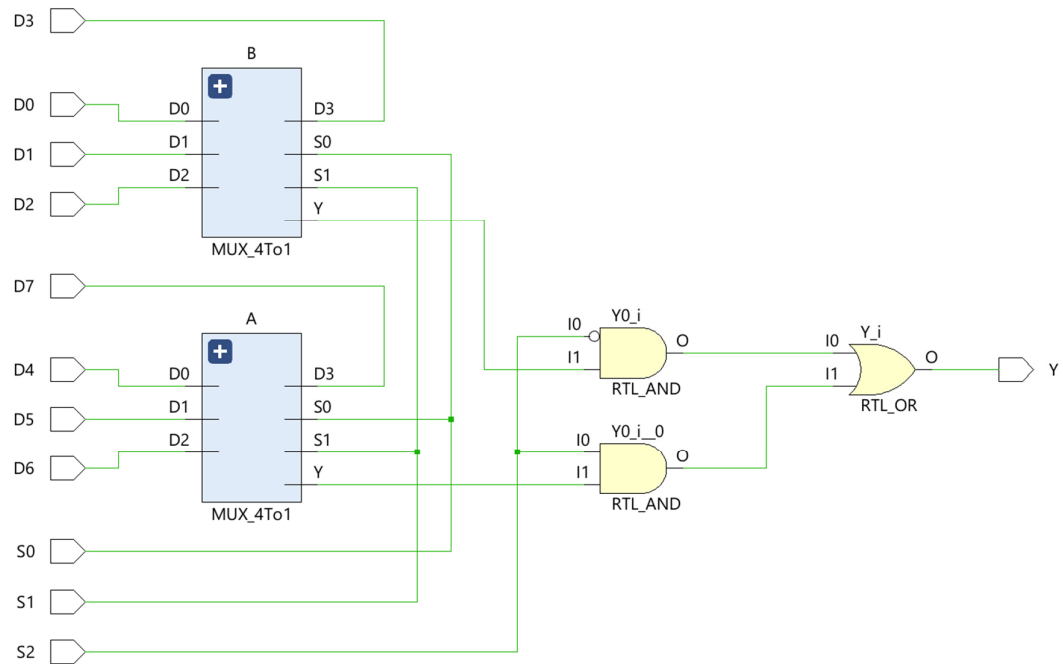 D3
B
D0
D0
D3
D1
D1
S0
D2
D2
S1
Y
MUX_4To1
D7
A
D4
D0
D3
D5
D1
S0
D6
D2
S1
Y
MUX_4To1
S0
S1
S2
Y0_i
I0
I1
O
RTL_AND
Y0_i__0
I0
I1
O
RTL_AND
Y_i
I0
I1
O
RTL_OR
Y